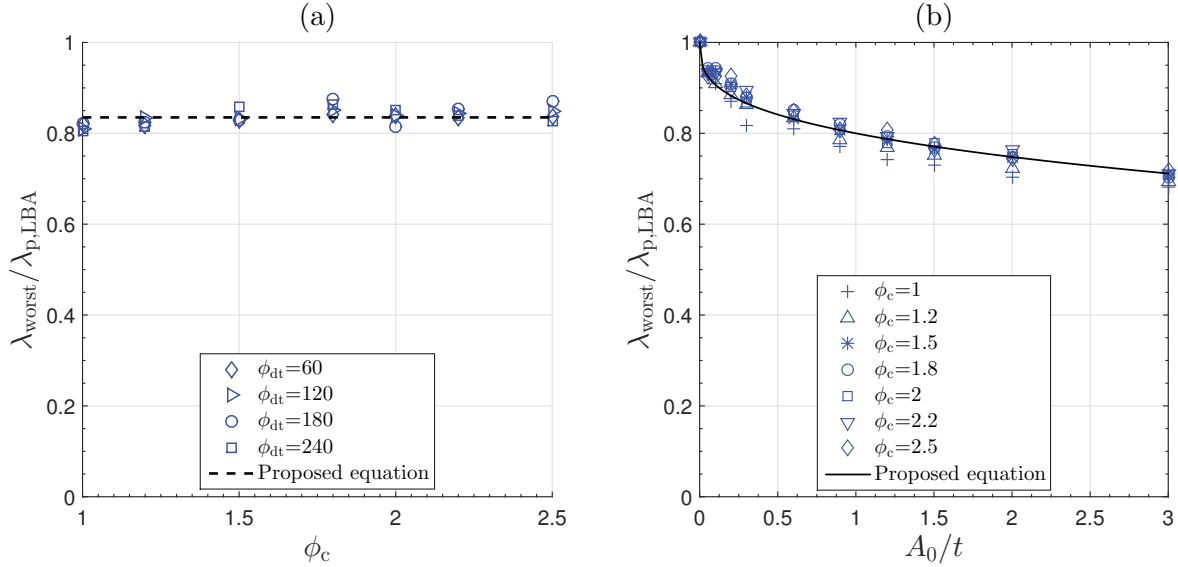 (a)
1
0.8
0.6
0.4
0.2
0
λworst/λp,LBA
ϕdt=60
ϕdt=120
ϕdt=180
ϕdt=240
Proposed equation
1
1.5
2
2.5
ϕc
(b)
1
0.8
0.6
0.4
0.2
0
λworst/λp,LBA
ϕc=1
ϕc=1.2
ϕc=1.5
ϕc=1.8
ϕc=2
ϕc=2.2
ϕc=2.5
Proposed equation
0
0.5
1
1.5
2
2.5
3
A0/t